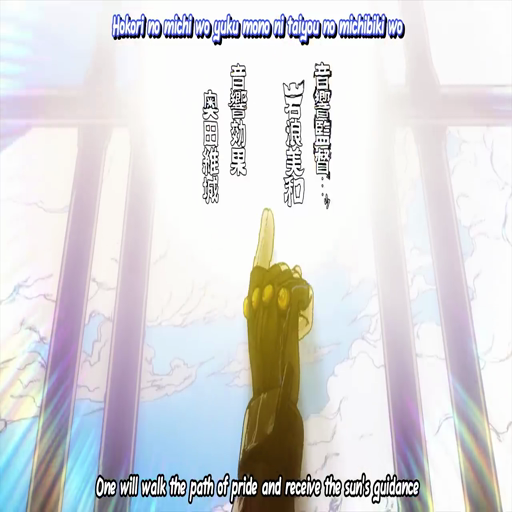 Hokori no michi wo yuku mono ni taiyou no michibiki wo
音響監督
岩浪美和
音響効果
奥田維城
One will walk the path of pride and receive the sun's guidance